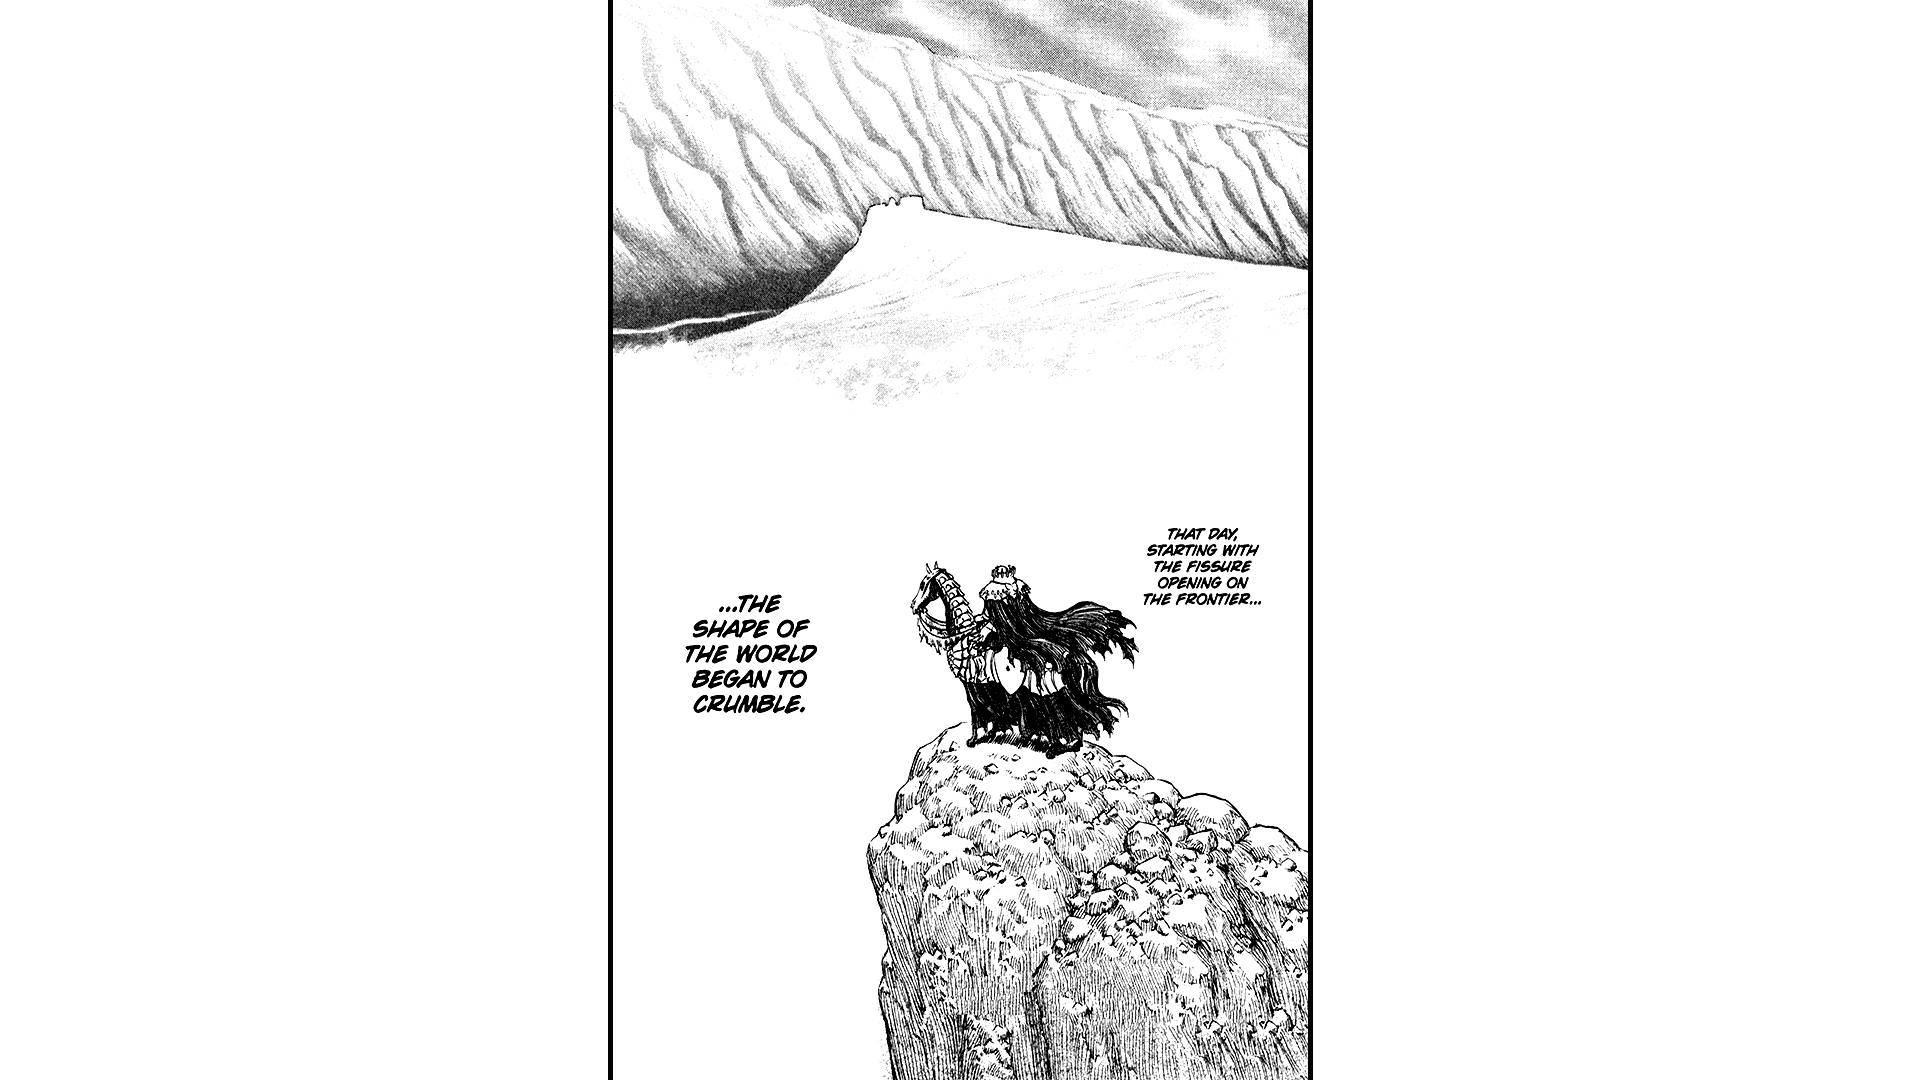 THAT DAY,
STARTING WITH
THE FISSURE
OPENING ON
THE FRONTIER...
...THE
SHAPE OF
THE WORLD
BEGAN TO
CRUMBLE.